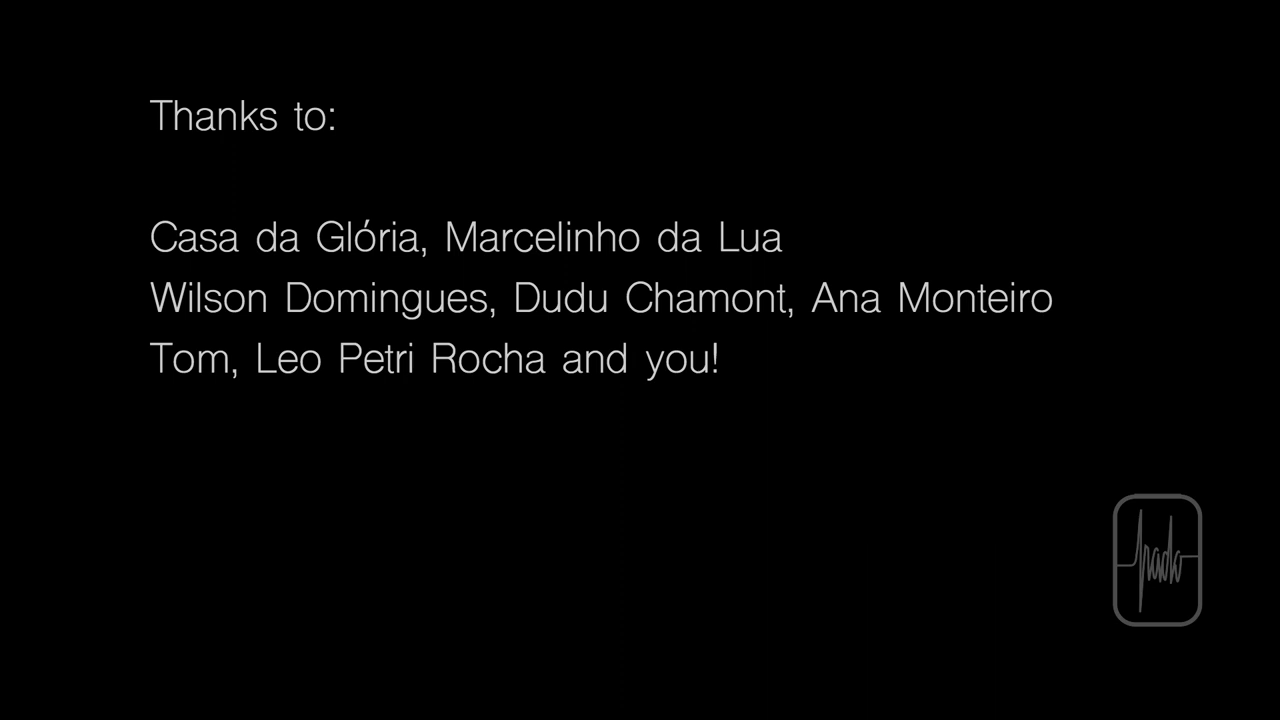 Thanks to:
Casa da Glória, Marcelinho da Lua
Wilson Domingues, Dudu Chamont, Ana Monteiro
Tom, Leo Petri Rocha and you!